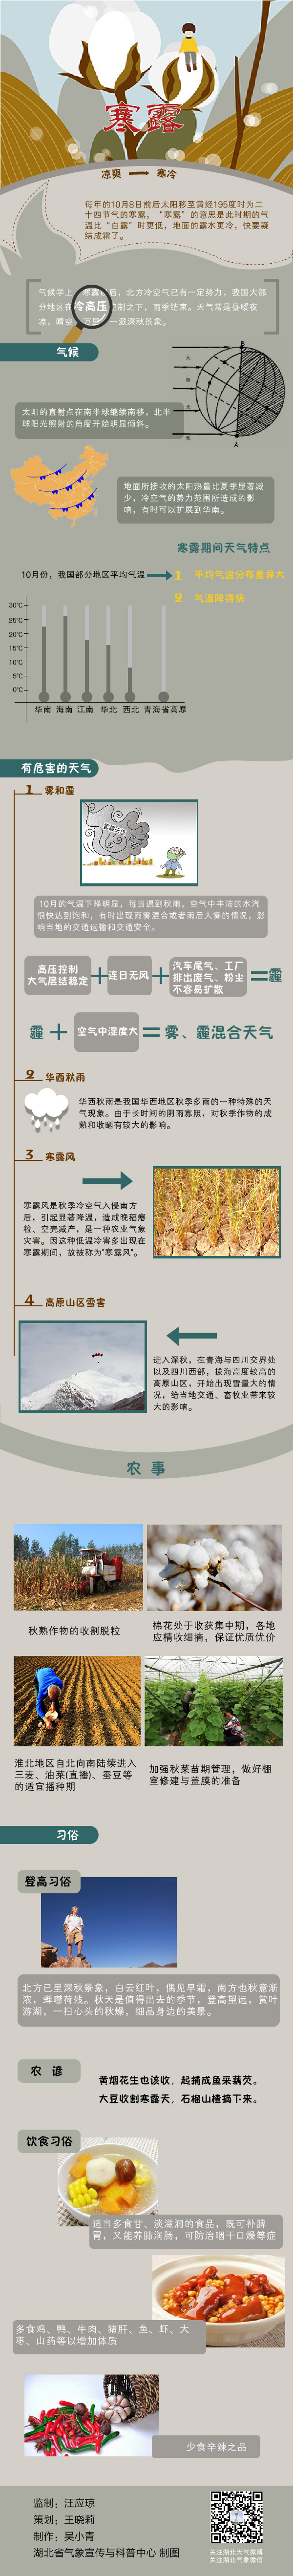 寒露
凉爽 寒冷
每年的10月8日前后太阳移至黄经195度时为二
十四节气的寒露，“寒露”的意思是此时期的气
温比“白露”时更低，地面的露水更冷，快要凝
结成霜了。
气候学上，寒露以后，北方冷空气已有一定势力，我国大部
分地区在冷高压控制之下，雨季结束。天气常是昼暖夜
凉，晴空万里，一派深秋景象。
气候
太阳的直射点在南半球继续南移，北半
球阳光照射的角度开始明显倾斜。
B
A
地面所接收的太阳热量比夏季显著减
少，冷空气的势力范围所造成的影
响，有时可以扩展到华南。
寒露期间天气特点
10月份，我国部分地区平均气温
1 平均气温分布差异大
2 气温降得快
30℃
25℃
20℃
15℃
10℃
5℃
0℃
华南 海南 江南 华北 西北 青海省高原
有危害的天气
1 雾和霾
雾霾天气
10月的气温下降明显，每当遇到秋雨，空气中丰沛的水汽
很快达到饱和，有时出现雨雾混合或者雨后大雾的情况，影
响当地的交通运输和交通安全。
高压控制
大气层结稳定
+
连日无风
+
汽车尾气、工厂
排出废气、粉尘
不容易扩散
=霾
霾 + 空气中湿度大 = 雾、霾混合天气
2 华西秋雨
华西秋雨是我国华西地区秋季多雨的一种特殊的天
气现象。由于长时间的阴雨寡照，对秋季作物的成
熟和收晒有较大的影响。
3 寒露风
寒露风是秋季冷空气入侵南方
后，引起显著降温，造成晚稻瘪
粒、空壳减产，是一种农业气象
灾害。因这种低温冷害多出现在
寒露期间，故被称为"寒露风"。
4 高原山区雪害
进入深秋，在青海与四川交界处
以及四川西部，拔海高度较高的
高原山区，开始出现雪量大的情
况，给当地交通、畜牧业带来较
大的影响。
农 事
秋熟作物的收割脱粒
棉花处于收获集中期，各地
应精收细摘，保证优质优价
淮北地区自北向南陆续进入
三麦、油菜(直播)、蚕豆等
的适宜播种期
加强秋菜苗期管理，做好棚
室修建与盖膜的准备
习俗
登高习俗
北方已呈深秋景象，白云红叶，偶见早霜，南方也秋意渐
浓，蝉噤荷残。秋天是值得出去的季节，登高望远，赏叶
游湖，一扫心头的秋燥，细品身边的美景。
农 谚
黄烟花生也该收，起捕成鱼采藕芡。
大豆收割寒露天，石榴山楂摘下来。
饮食习俗
适当多食甘、淡滋润的食品，既可补脾
胃，又能养肺润肠，可防治咽干口燥等症
多食鸡、鸭、牛肉、猪肝、鱼、虾、大
枣、山药等以增加体质
少食辛辣之品
监制：汪应琼
策划：王晓莉
制作：吴小青
湖北省气象宣传与科普中心 制图
关注湖北天气微博
关注湖北气象微信